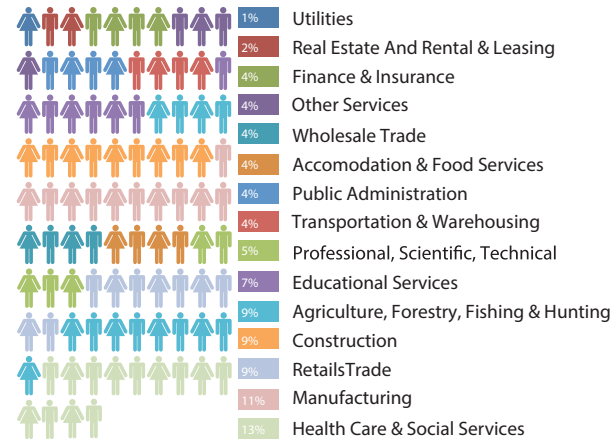 1% Utilities
2% Real Estate And Rental & Leasing
4% Finance & Insurance
4% Other Services
4% Wholesale Trade
4% Accomodation & Food Services
4% Public Administration
4% Transportation & Warehousing
5% Professional, Scientific, Technical
7% Educational Services
9% Agriculture, Forestry, Fishing & Hunting
9% Construction
9% RetailsTrade
11% Manufacturing
13% Health Care & Social Services